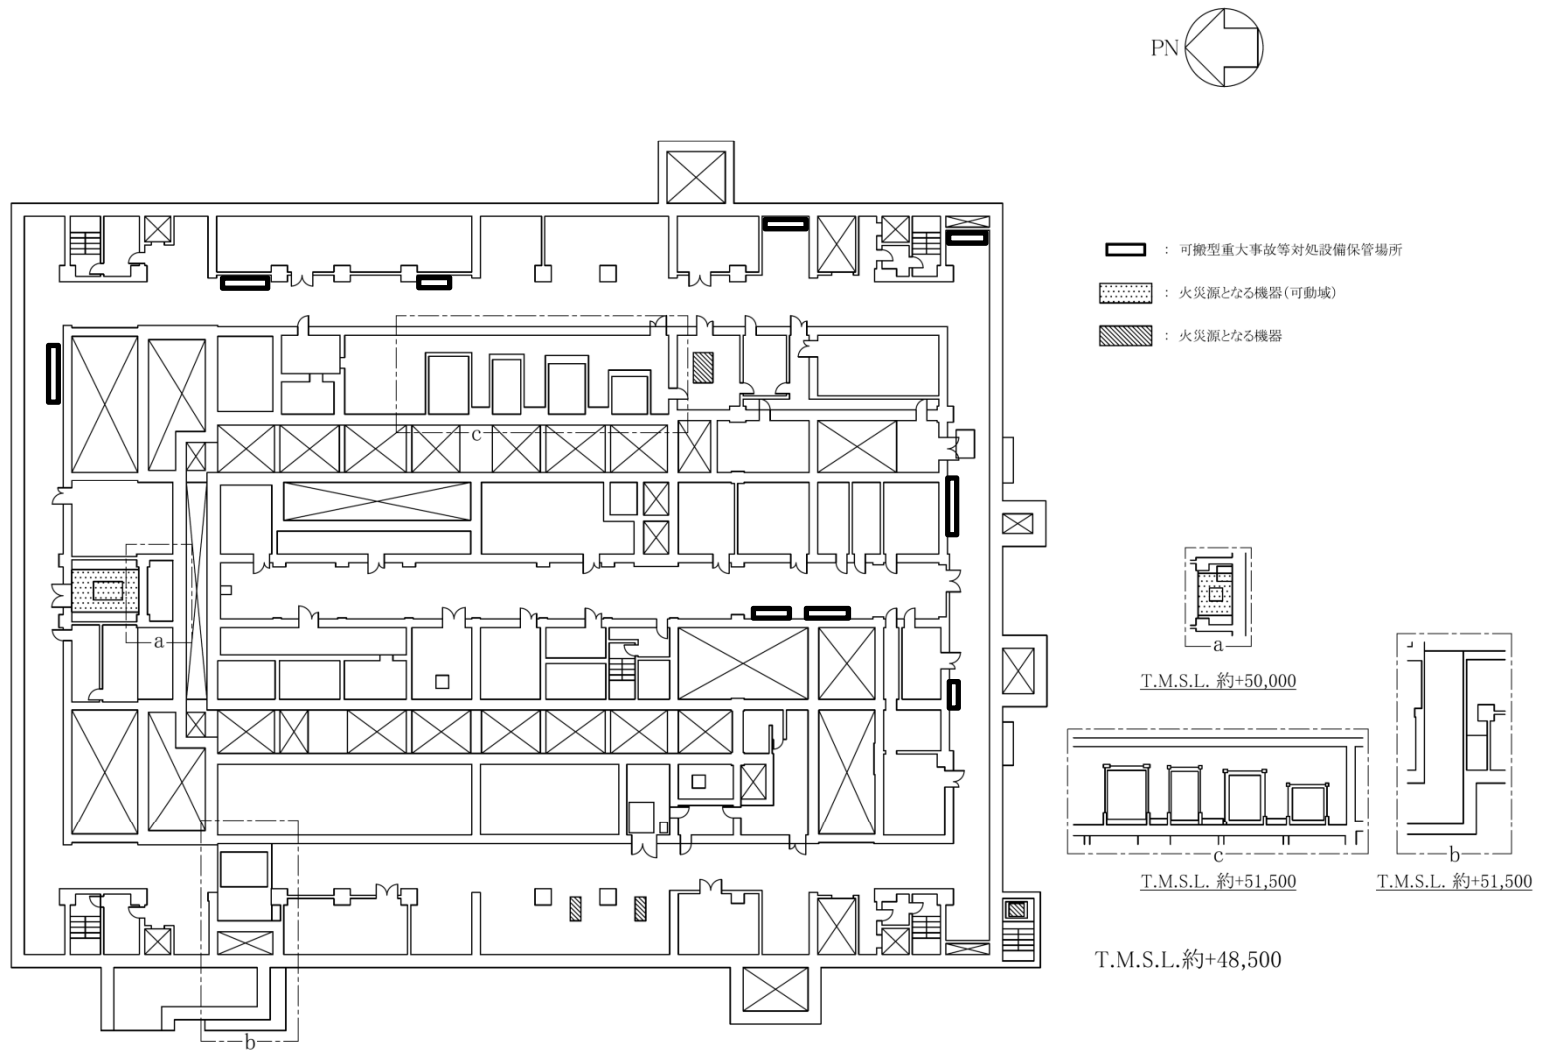 PN
： 可搬型重大事故等対処設備保管場所
： 火災源となる機器（可動域）
： 火災源となる機器
c
a
a
T.M.S.L. 約+50,000
c
T.M.S.L. 約+51,500
b
T.M.S.L. 約+51,500
T.M.S.L.約+48,500
b